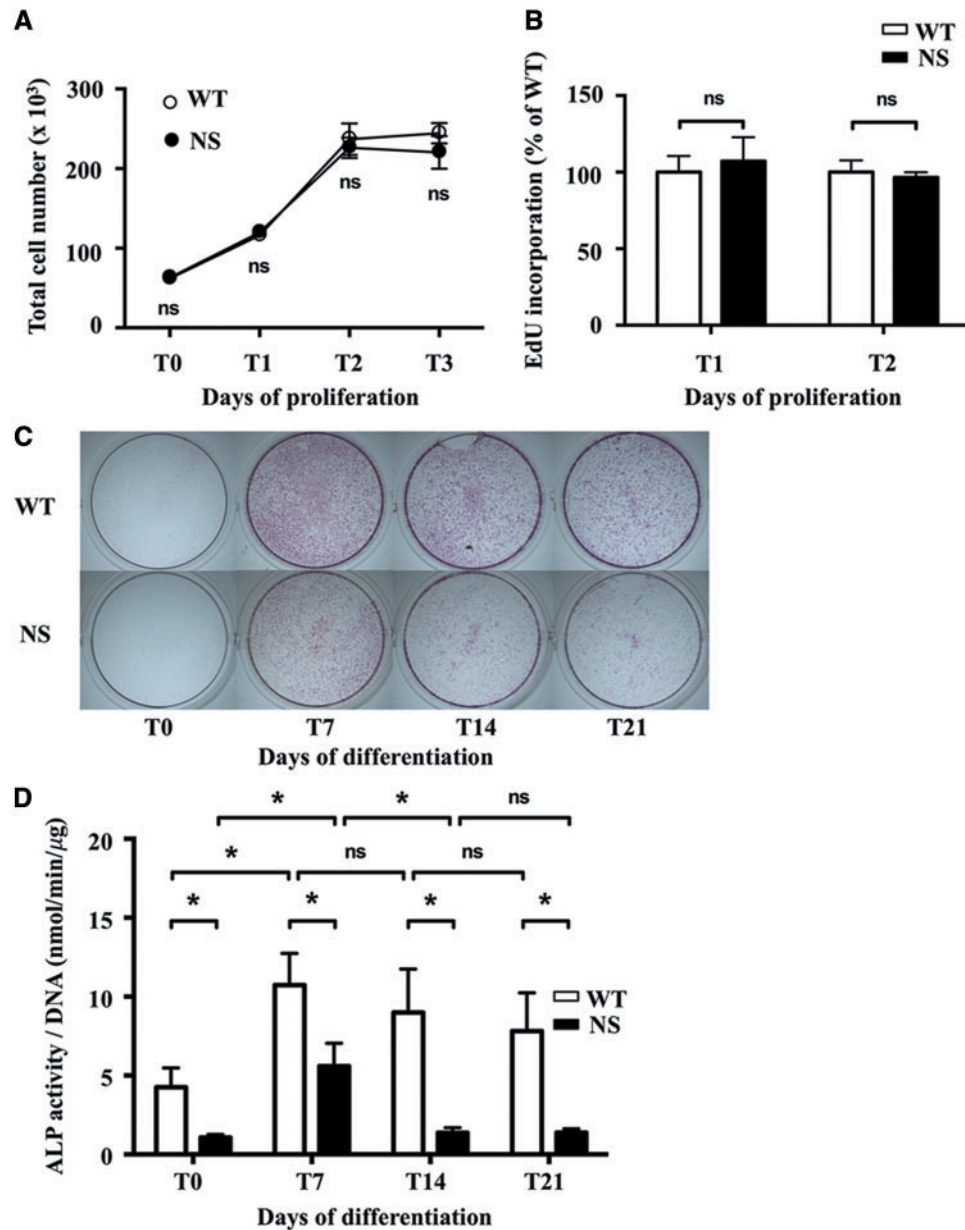 A
Total cell number (x 10³)
300
200
100
0
WT
NS
ns
ns
ns
ns
T0 T1 T2 T3
Days of proliferation
B
WT
NS
EdU incorporation (% of WT)
150
100
50
0
ns ns
T1 T2
Days of proliferation
C
WT
NS
T0 T7 T14 T21
Days of differentiation
D
ALP activity / DNA (nmol/min/µg)
20
15
10
5
0
* * ns
* ns ns
* * * *
WT
NS
T0 T7 T14 T21
Days of differentiation